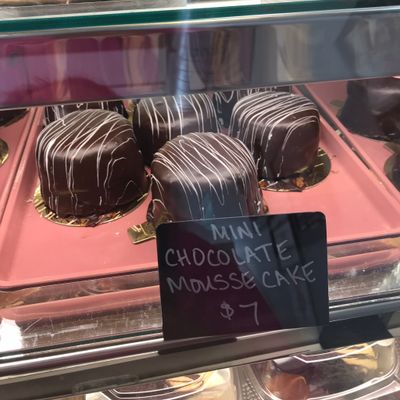 MINI
CHOCOLATE
MOUSSE CAKE
$7